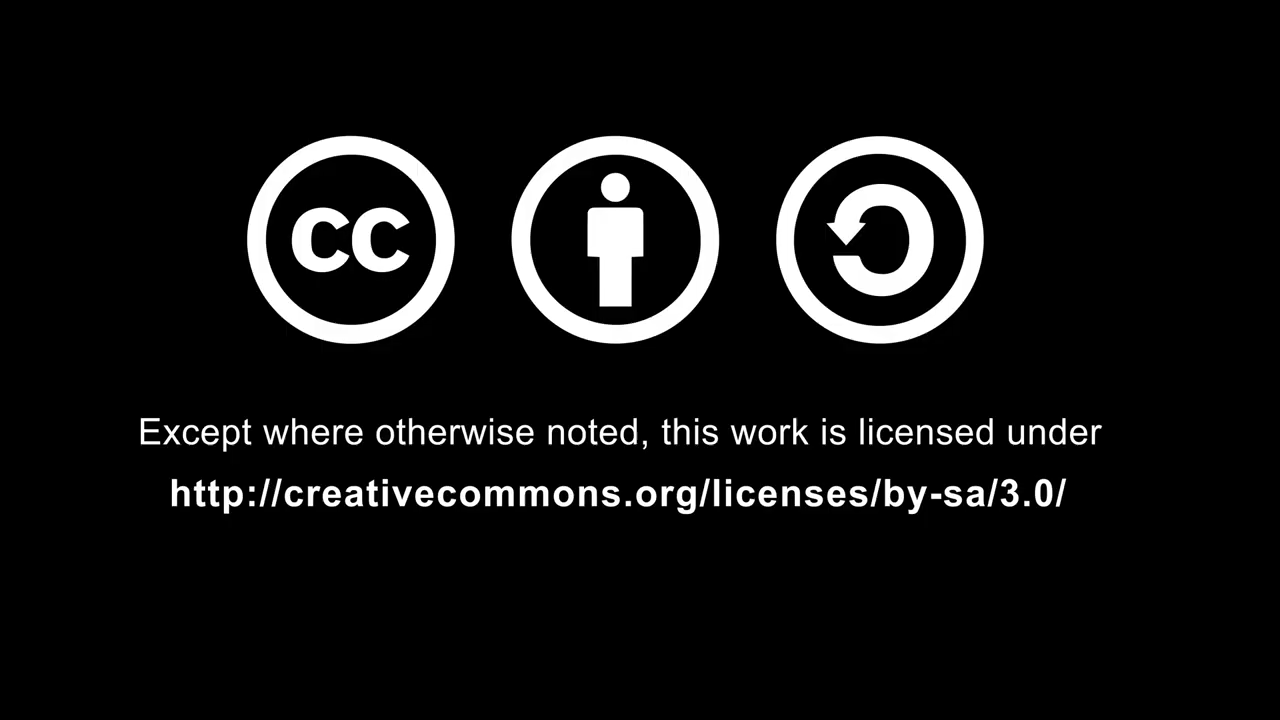 cc
Except where otherwise noted, this work is licensed under
http://creativecommons.org/licenses/by-sa/3.0/